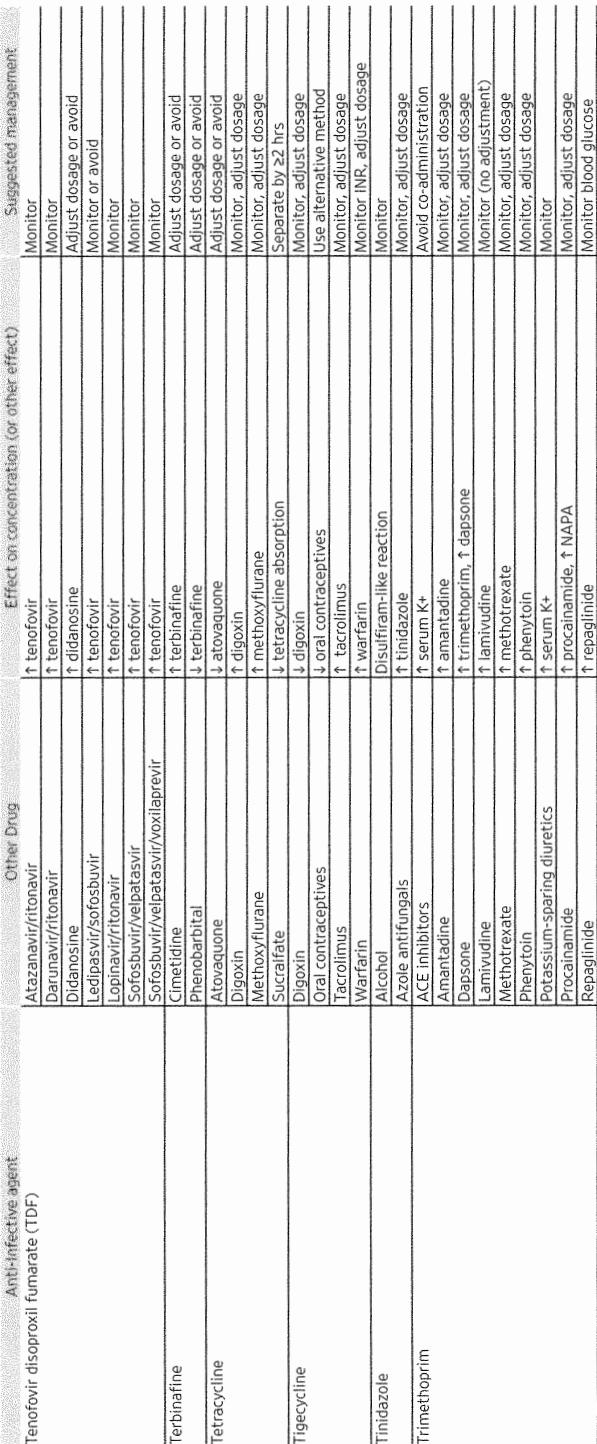 Anti-Infective agent Other Drug Effect on concentration (or other effect) Suggested management
Tenofovir disoproxil fumarate (TDF) Atazanavir/ritonavir ↑ tenofovir Monitor
Darunavir/ritonavir ↑ tenofovir Monitor
Didanosine ↑ didanosine Adjust dosage or avoid
Ledipasvir/sofosbuvir ↑ tenofovir Monitor or avoid
Lopinavir/ritonavir ↑ tenofovir Monitor
Sofosbuvir/velpatasvir ↑ tenofovir Monitor
Sofosbuvir/velpatasvir/voxilaprevir ↑ tenofovir Monitor
Terbinafine Cimetidine ↑ terbinafine Adjust dosage or avoid
Phenobarbital ↓ terbinafine Adjust dosage or avoid
Tetracycline Atovaquone ↓ atovaquone Adjust dosage or avoid
Digoxin ↑ digoxin Monitor, adjust dosage
Methoxyflurane ↑ methoxyflurane Monitor, adjust dosage
Sucralfate ↓ tetracycline absorption Separate by ≥2 hrs
Tigecycline Digoxin ↓ digoxin Monitor, adjust dosage
Oral contraceptives ↓ oral contraceptives Use alternative method
Tacrolimus ↑ tacrolimus Monitor, adjust dosage
Warfarin ↑ warfarin Monitor INR, adjust dosage
Tinidazole Alcohol Disulfiram-like reaction Monitor
Azole antifungals ↑ tinidazole Monitor, adjust dosage
Trimethoprim ACE inhibitors ↑ serum K+ Avoid co-administration
Amantadine ↑ amantadine Monitor, adjust dosage
Dapsone ↑ trimethoprim, ↑ dapsone Monitor, adjust dosage
Lamivudine ↑ lamivudine Monitor (no adjustment)
Methotrexate ↑ methotrexate Monitor, adjust dosage
Phenytoin ↑ phenytoin Monitor, adjust dosage
Potassium-sparing diuretics ↑ serum K+ Monitor
Procainamide ↑ procainamide, ↑ NAPA Monitor, adjust dosage
Repaglinide ↑ repaglinide Monitor blood glucose